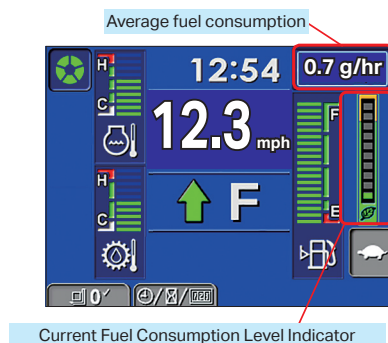 Average fuel consumption
12:54
0.7 g/hr
H
C
12.3 mph
F
E
H
C
F
0
Current Fuel Consumption Level Indicator